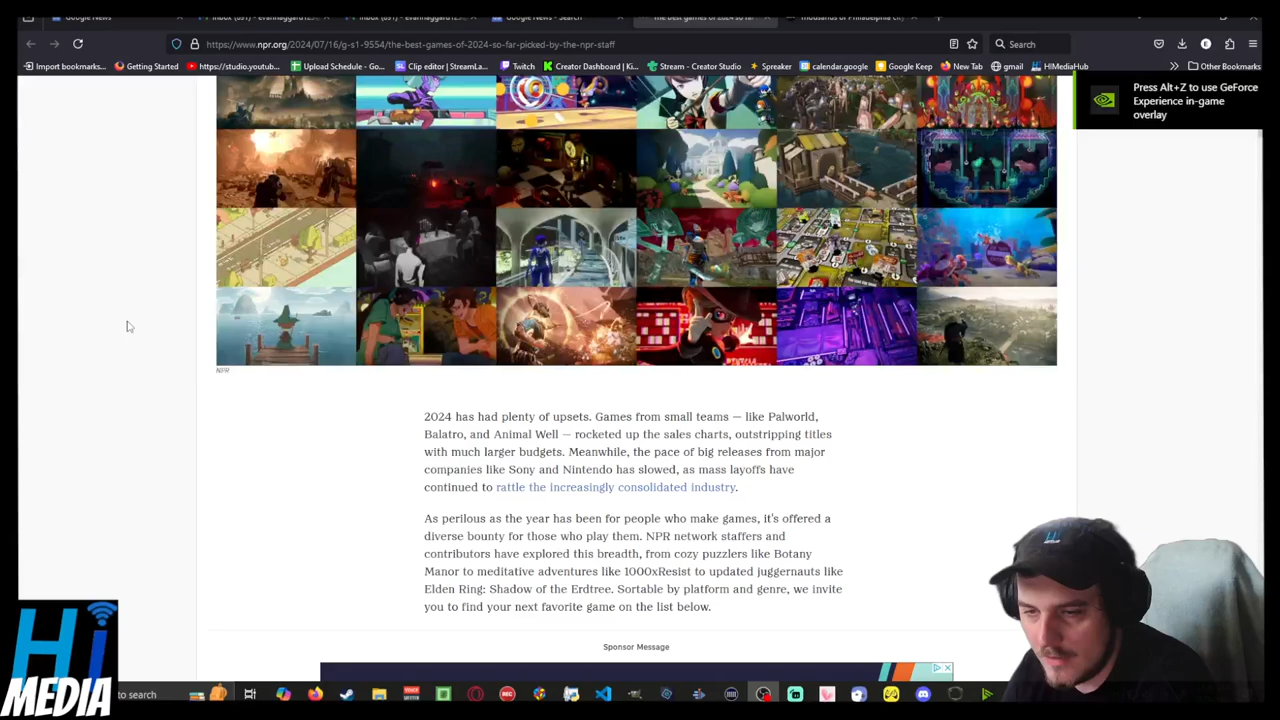 https://www.npr.org/2024/07/16/g-s1-9554/the-best-games-of-2024-so-far-picked-by-the-npr-staff
Search
Import bookmarks...
Getting Started
https://studio.youtub...
Upload Schedule - Go...
Clip editor | StreamLa...
Twitch
Creator Dashboard | Ki...
Stream - Creator Studio
Spreaker
calendar.google
Google Keep
New Tab
gmail
HiMediaHub
Other Bookmarks
Press Alt+Z to use GeForce
Experience in-game
overlay
NPR
2024 has had plenty of upsets. Games from small teams — like Palworld,
Balatro, and Animal Well — rocketed up the sales charts, outstripping titles
with much larger budgets. Meanwhile, the pace of big releases from major
companies like Sony and Nintendo has slowed, as mass layoffs have
continued to rattle the increasingly consolidated industry.
As perilous as the year has been for people who make games, it's offered a
diverse bounty for those who play them. NPR network staffers and
contributors have explored this breadth, from cozy puzzlers like Botany
Manor to meditative adventures like 1000xResist to updated juggernauts like
Elden Ring: Shadow of the Erdtree. Sortable by platform and genre, we invite
you to find your next favorite game on the list below.
Sponsor Message
Hi
MEDIA
to search